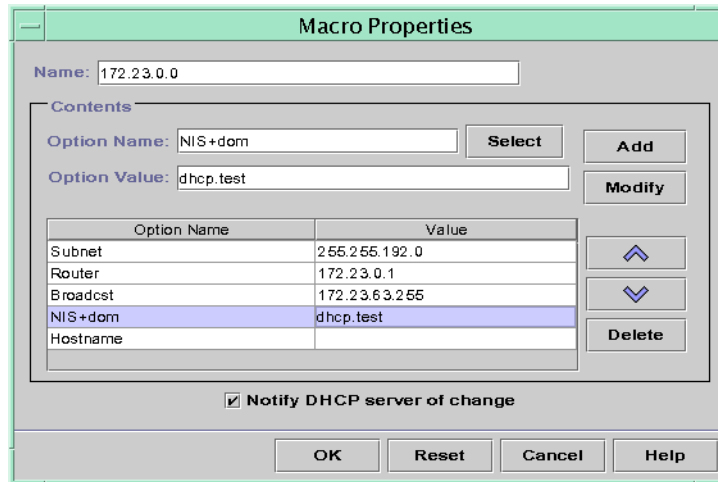 Macro Properties
Name: 172.23.0.0
Contents
Option Name: NIS+dom Select Add
Option Value: dhcp.test Modify
Option Name Value
Subnet 255.255.192.0
Router 172.23.0.1
Broadcst 172.23.63.255
NIS+dom dhcp.test
Hostname Delete
Notify DHCP server of change
OK Reset Cancel Help